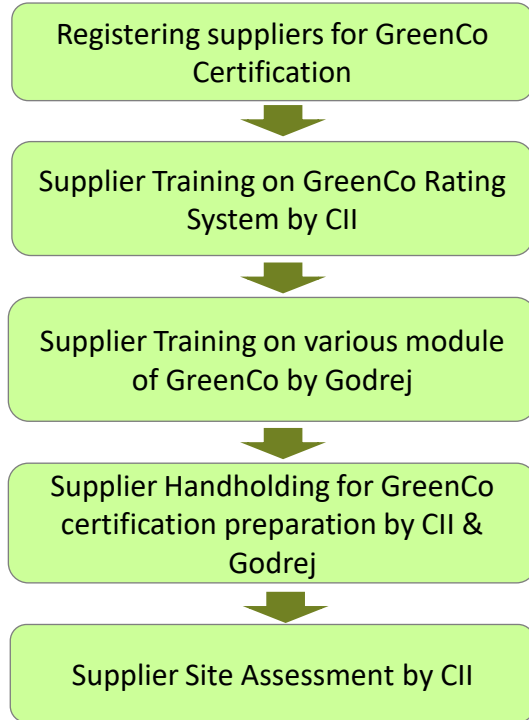 Registering suppliers for GreenCo
Certification
Supplier Training on GreenCo Rating
System by CII
Supplier Training on various module
of GreenCo by Godrej
Supplier Handholding for GreenCo
certification preparation by CII &
Godrej
Supplier Site Assessment by CII